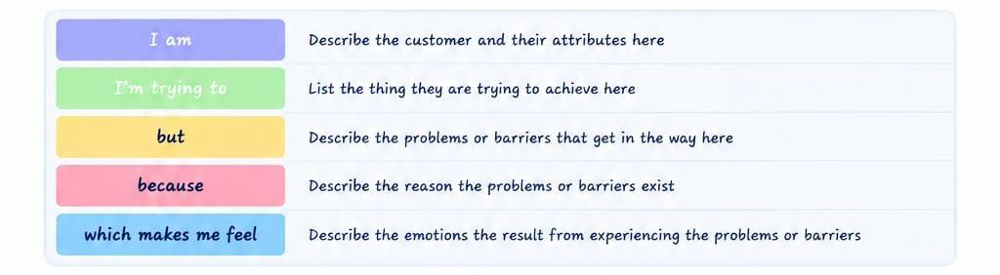 I am
Describe the customer and their attributes here
I'm trying to
List the thing they are trying to achieve here
but
Describe the problems or barriers that get in the way here
because
Describe the reason the problems or barriers exist
which makes me feel
Describe the emotions the result from experiencing the problems or barriers